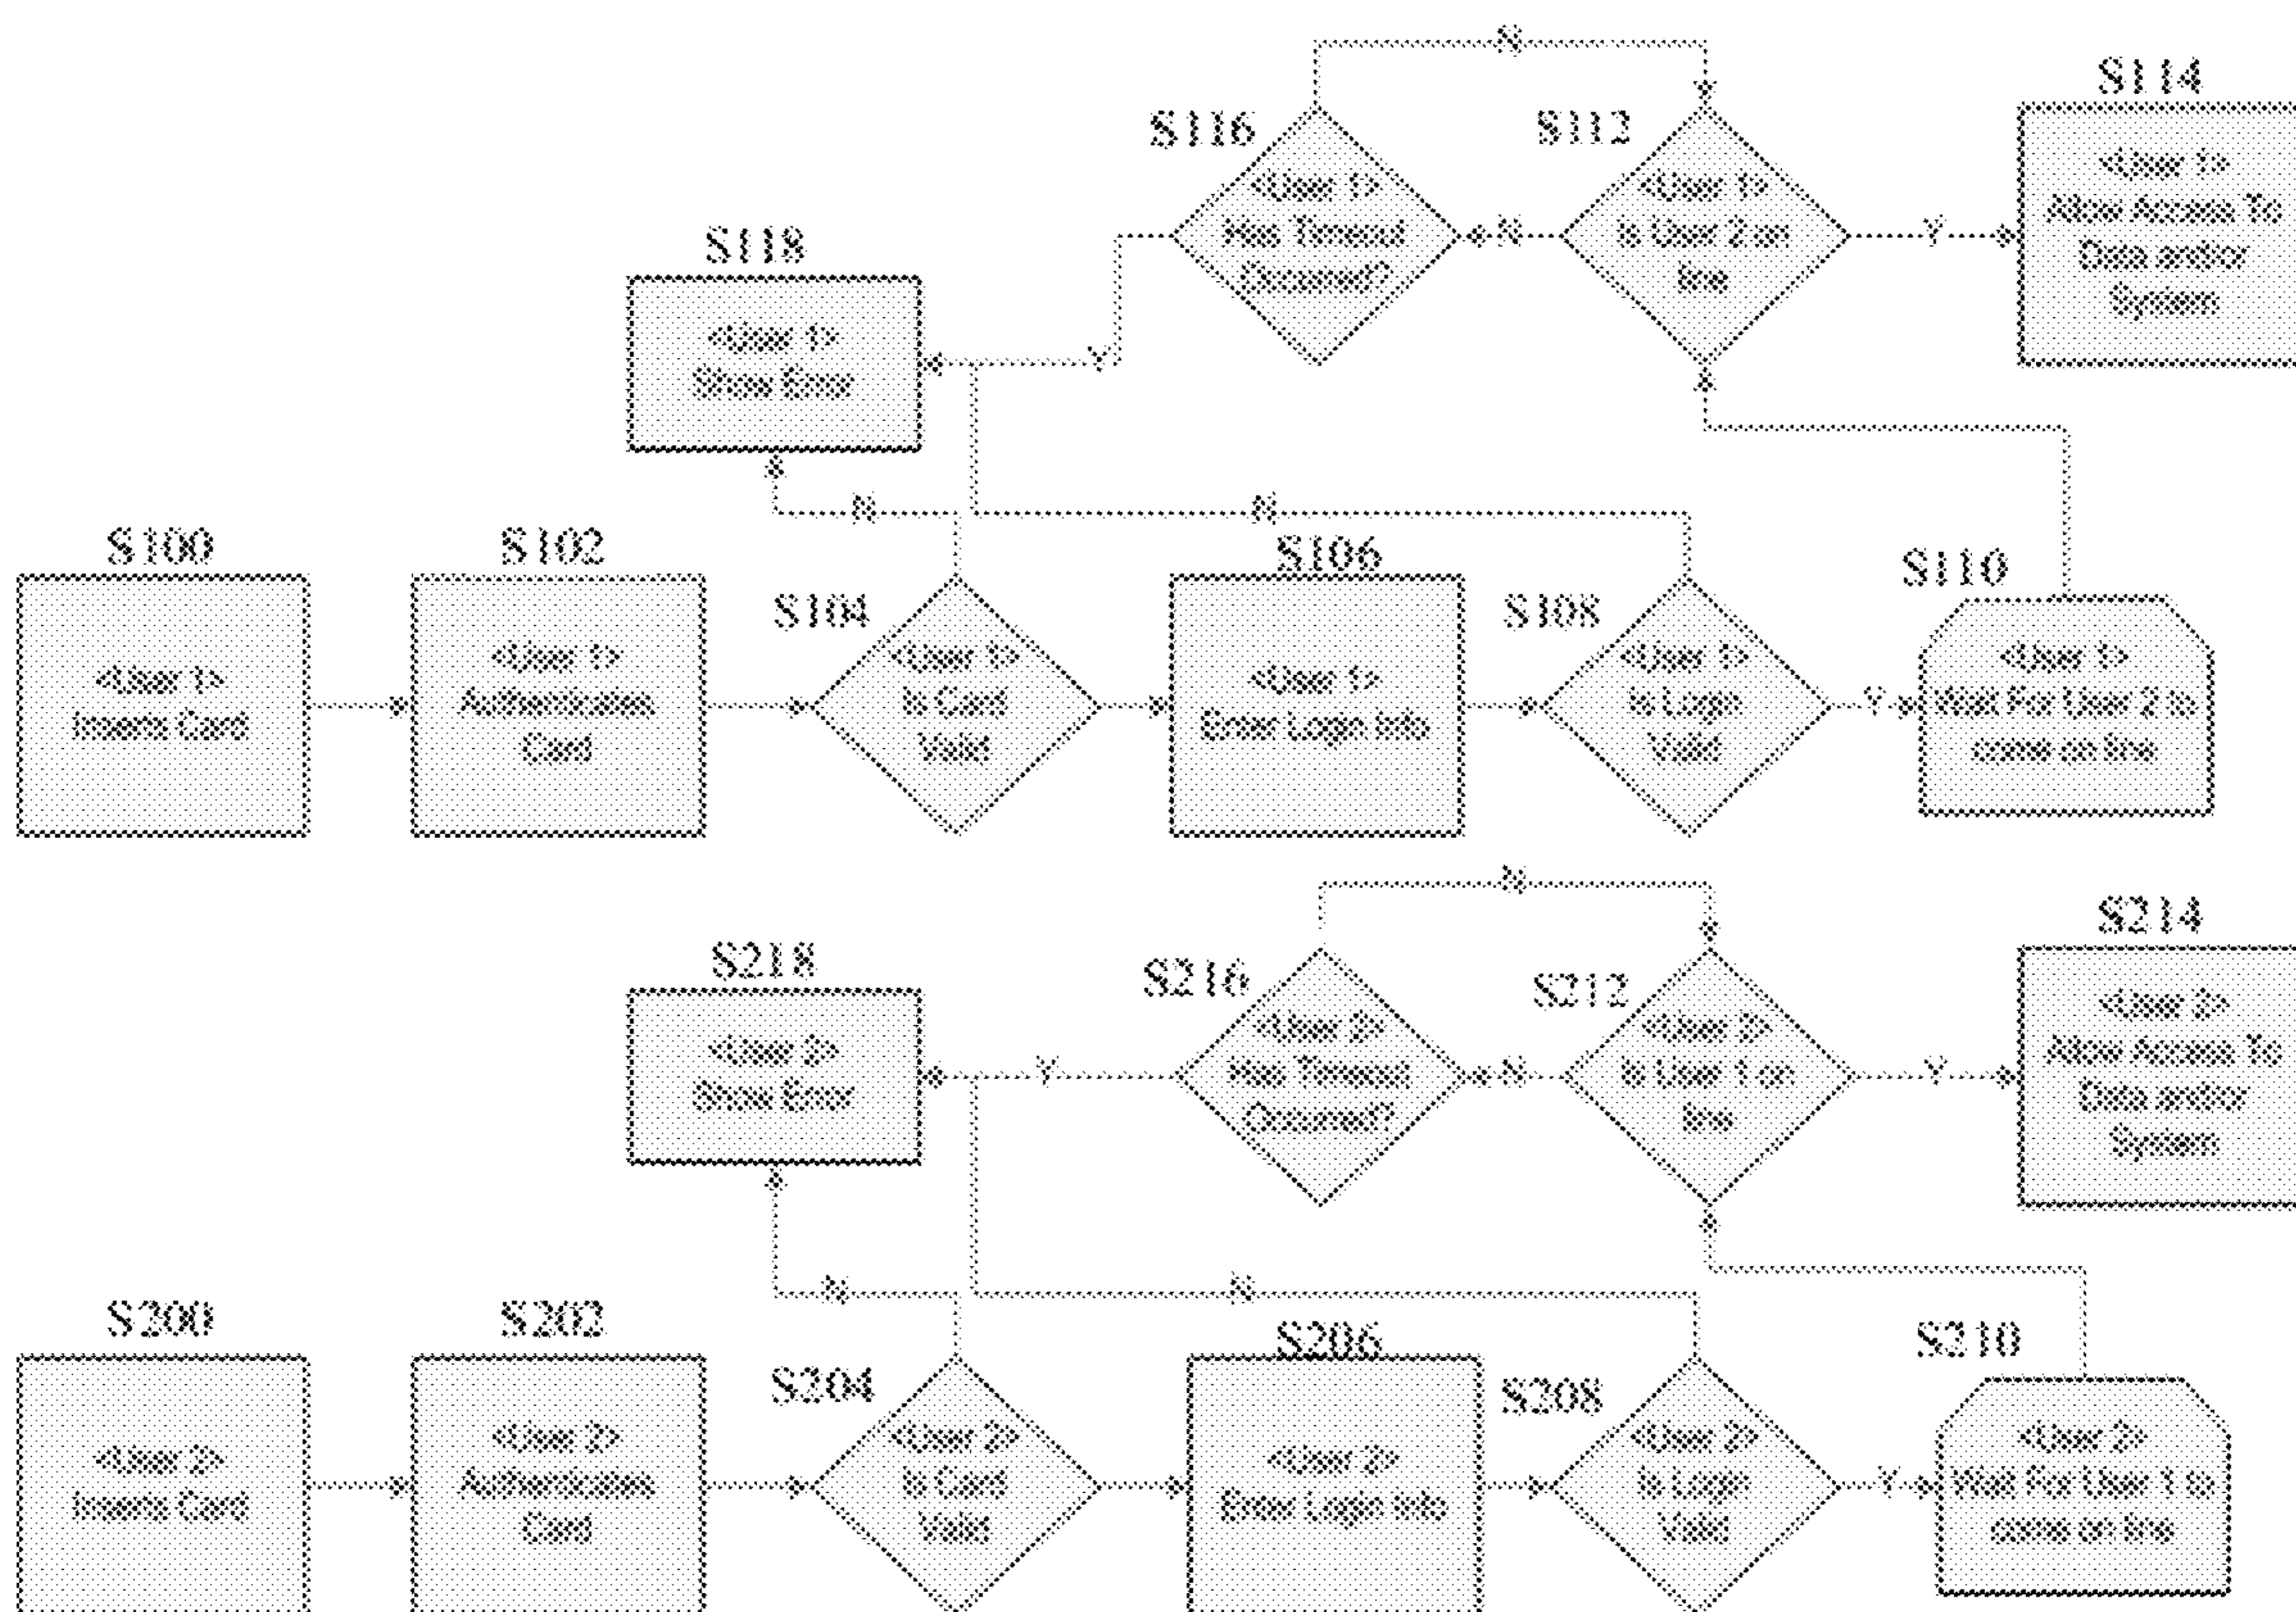 N
S114
<User 1>
Allow Access To
Data and/or
System
S116
<User 1>
Has Timeout
Occurred?
N
S112
<User 1>
Is User 2 on
line
Y
S118
<User 1>
Show Error
Y
N
N
S100
<User 1>
Inserts Card
S102
<User 1>
Authenticates
Card
S104
<User 1>
Is Card
Valid
S106
<User 1>
Enter Login Info
S108
<User 1>
Is Login
Valid
Y
S110
<User 1>
Wait For User 2 to
come on line
N
S214
<User 2>
Allow Access To
Data and/or
System
S218
<User 2>
Show Error
Y
S216
<User 2>
Has Timeout
Occurred?
N
S212
<User 2>
Is User 1 on
line
Y
N
N
S200
<User 2>
Inserts Card
S202
<User 2>
Authenticates
Card
S204
<User 2>
Is Card
Valid
S206
<User 2>
Enter Login Info
S208
<User 2>
Is Login
Valid
Y
S210
<User 2>
Wait For User 1 to
come on line